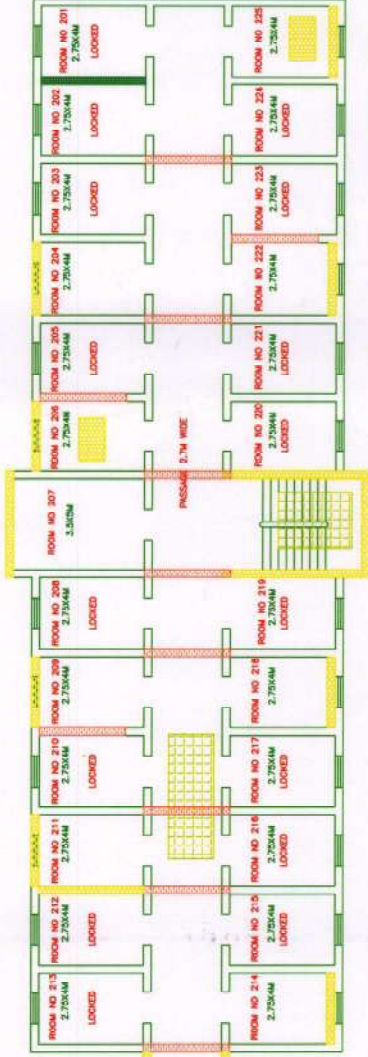 ROOM NO 213
2.75X4M
LOCKED
ROOM NO 212
2.75X4M
LOCKED
ROOM NO 211
2.75X4M
ROOM NO 210
2.75X4M
LOCKED
ROOM NO 209
2.75X4M
ROOM NO 208
2.75X4M
LOCKED
ROOM NO 207
3.5X5M
ROOM NO 206
2.75X4M
ROOM NO 205
2.75X4M
LOCKED
ROOM NO 204
2.75X4M
ROOM NO 203
2.75X4M
LOCKED
ROOM NO 202
2.75X4M
LOCKED
ROOM NO 201
2.75X4M
LOCKED
PASSAGE 2.7M WIDE
ROOM NO 214
2.75X4M
ROOM NO 215
2.75X4M
LOCKED
ROOM NO 216
2.75X4M
LOCKED
ROOM NO 217
2.75X4M
LOCKED
ROOM NO 218
2.75X4M
ROOM NO 219
2.75X4M
LOCKED
ROOM NO 220
2.75X4M
LOCKED
ROOM NO 221
2.75X4M
LOCKED
ROOM NO 222
2.75X4M
ROOM NO 223
2.75X4M
LOCKED
ROOM NO 224
2.75X4M
LOCKED
ROOM NO 225
2.75X4M